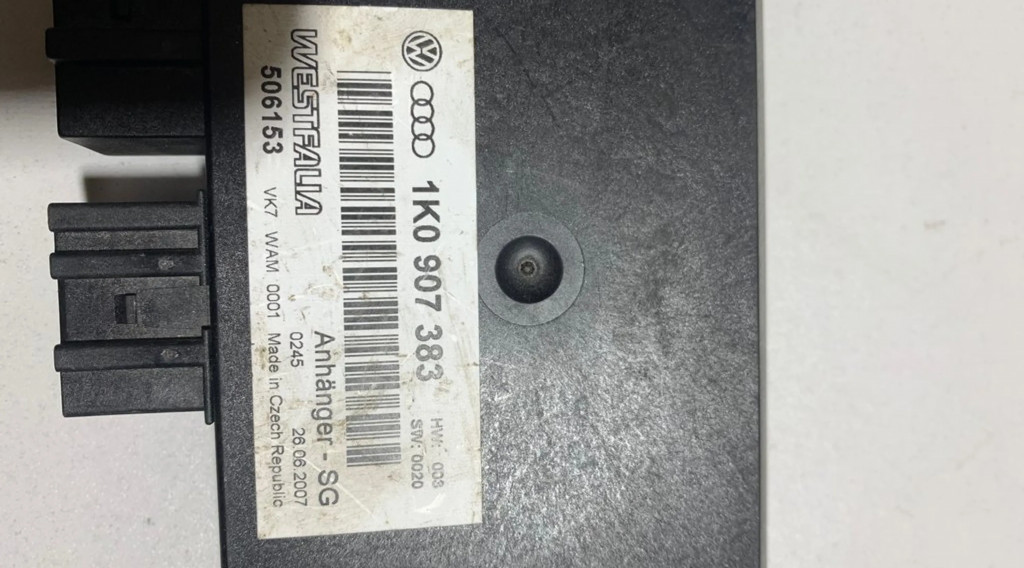 1K0 907 383
HW: 003
SW: 0020
WESTFALIA
Anhänger - SG
506153
0245
26.06.2007
VK7 WAM 0001 Made in Czech Republic